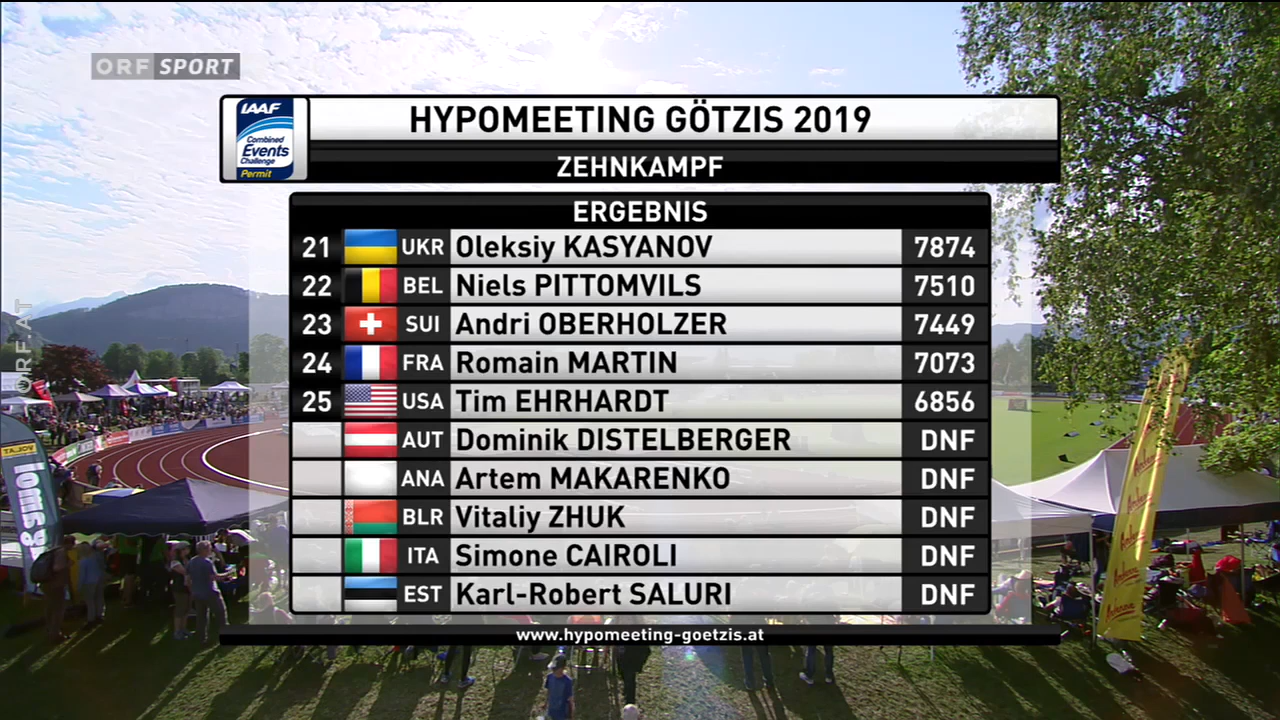 ORF SPORT
IAAF
Combined
Events
Challenge
Permit
HYPOMEETING GÖTZIS 2019
ZEHNKAMPF
ERGEBNIS
21 UKR Oleksiy KASYANOV 7874
22 BEL Niels PITTOMVILS 7510
23 SUI Andri OBERHOLZER 7449
24 FRA Romain MARTIN 7073
25 USA Tim EHRHARDT 6856
AUT Dominik DISTELBERGER DNF
ANA Artem MAKARENKO DNF
BLR Vitaliy ZHUK DNF
ITA Simone CAIROLI DNF
EST Karl-Robert SALURI DNF
www.hypomeeting-goetzis.at
ORF.AT